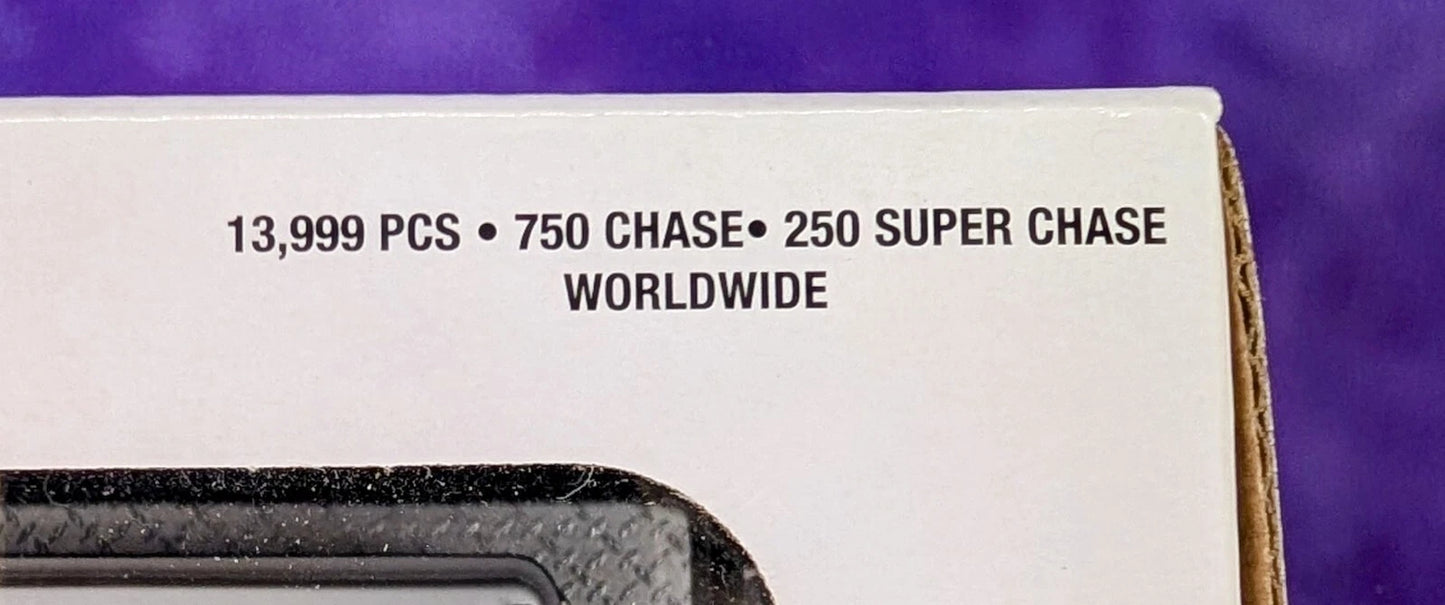 13,999 PCS • 750 CHASE• 250 SUPER CHASE
WORLDWIDE